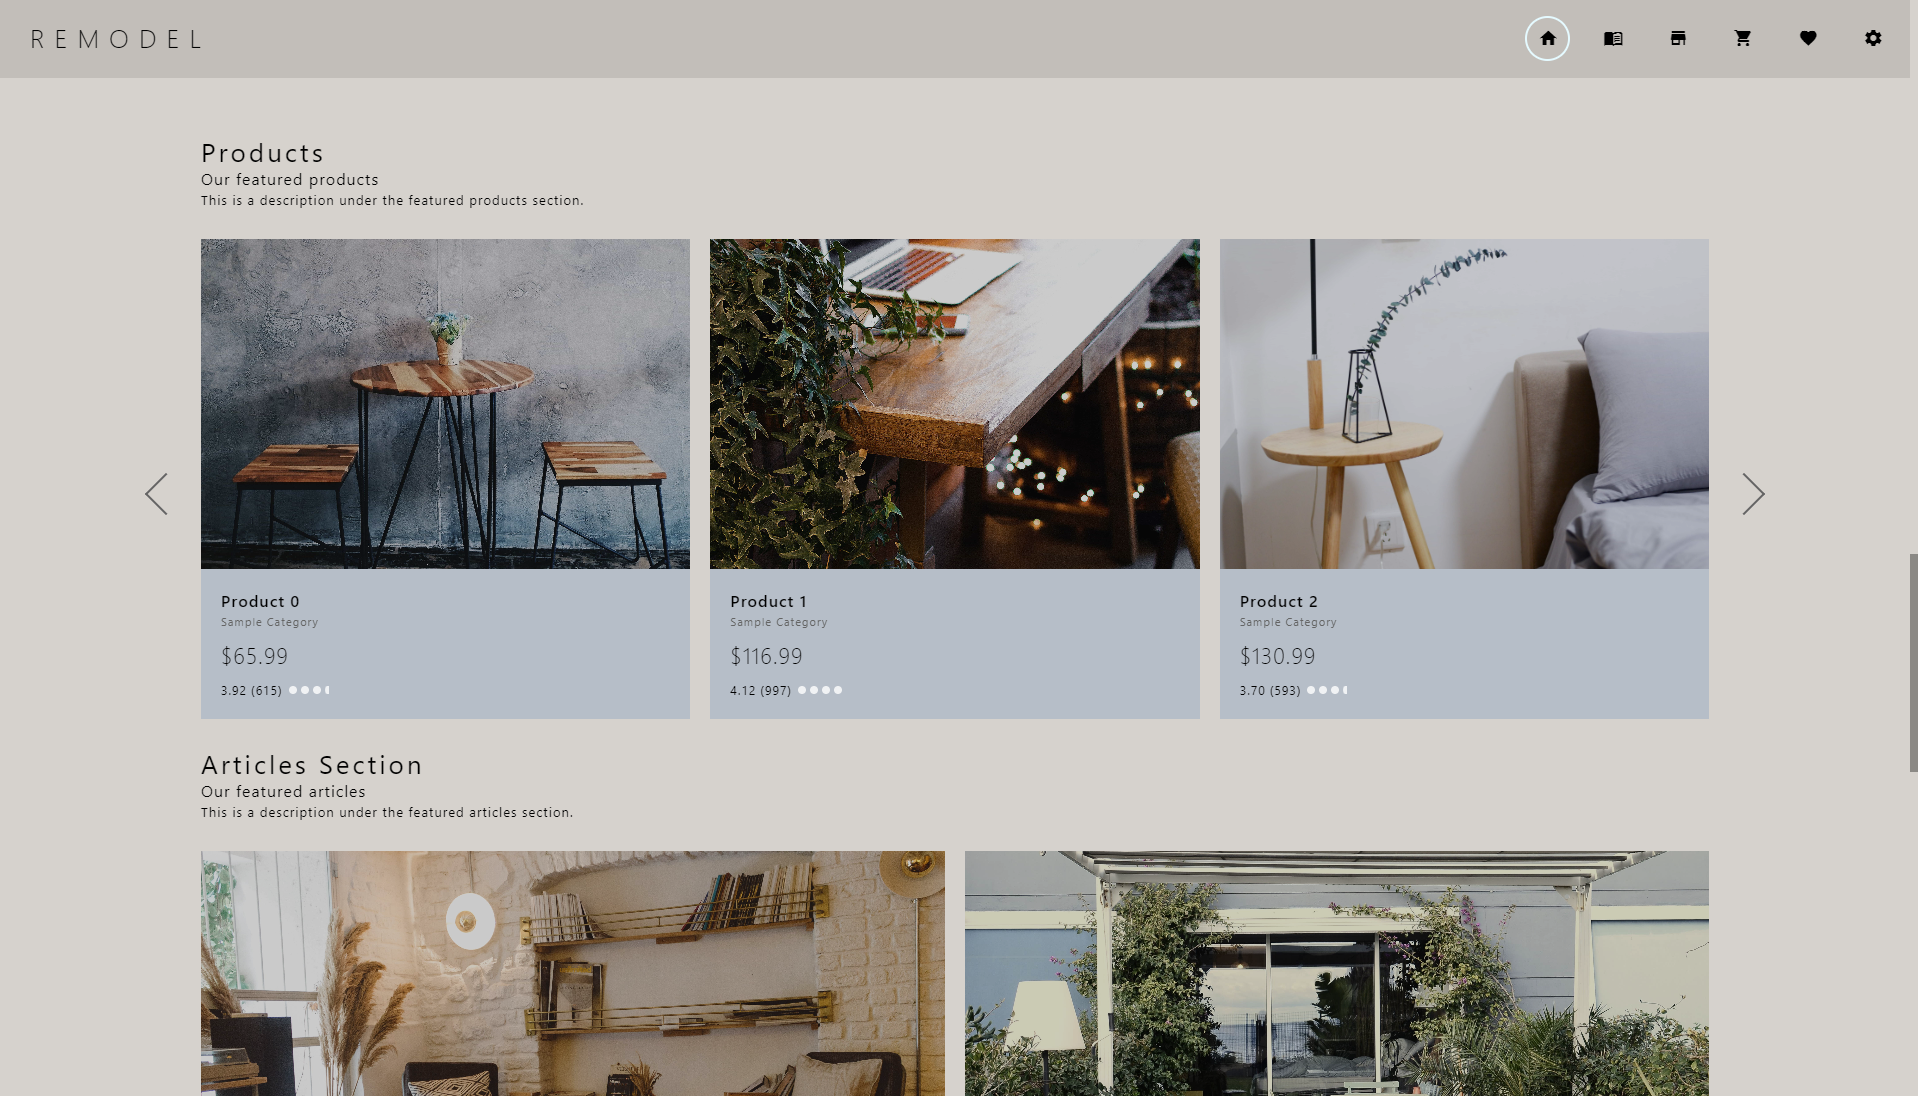 REMODEL
Products
Our featured products
This is a description under the featured products section.
Product 0
Sample Category
$65.99
3.92 (615)
Product 1
Sample Category
$116.99
4.12 (997)
Product 2
Sample Category
$130.99
3.70 (593)
Articles Section
Our featured articles
This is a description under the featured articles section.